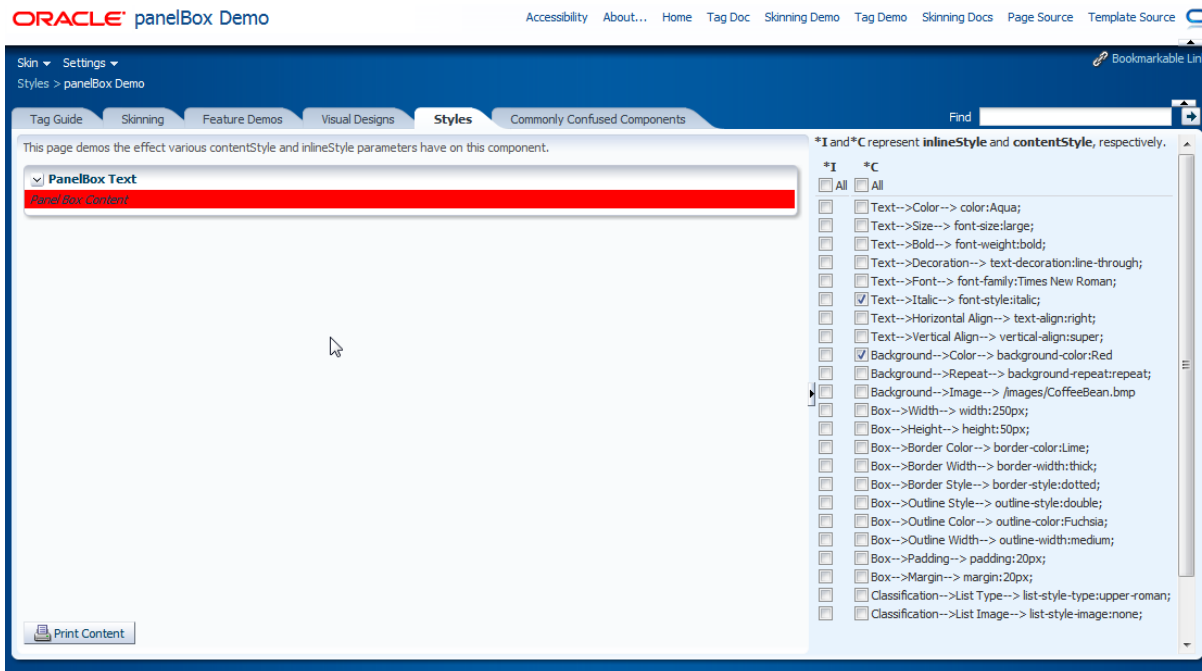 ORACLE panelBox Demo
Accessibility About... Home Tag Doc Skinning Demo Tag Demo Skinning Docs Page Source Template Source
Skin Settings
Bookmarkable Lin
Styles > panelBox Demo
Tag Guide Skinning Feature Demos Visual Designs Styles Commonly Confused Components
Find
This page demos the effect various contentStyle and inlineStyle parameters have on this component.
PanelBox Text
Panel Box Content
Print Content
*I and *C represent inlineStyle and contentStyle, respectively.
*I *C
All All
Text-->Color--> color:Aqua;
Text-->Size--> font-size:large;
Text-->Bold--> font-weight:bold;
Text-->Decoration--> text-decoration:line-through;
Text-->Font--> font-family:Times New Roman;
Text-->Italic--> font-style:italic;
Text-->Horizontal Align--> text-align:right;
Text-->Vertical Align--> vertical-align:super;
Background-->Color--> background-color:Red
Background-->Repeat--> background-repeat:repeat;
Background-->Image--> /images/CoffeeBean.bmp
Box-->Width--> width:250px;
Box-->Height--> height:50px;
Box-->Border Color--> border-color:Lime;
Box-->Border Width--> border-width:thick;
Box-->Border Style--> border-style:dotted;
Box-->Outline Style--> outline-style:double;
Box-->Outline Color--> outline-color:Fuchsia;
Box-->Outline Width--> outline-width:medium;
Box-->Padding--> padding:20px;
Box-->Margin--> margin:20px;
Classification-->List Type--> list-style-type:upper-roman;
Classification-->List Image--> list-style-image:none;